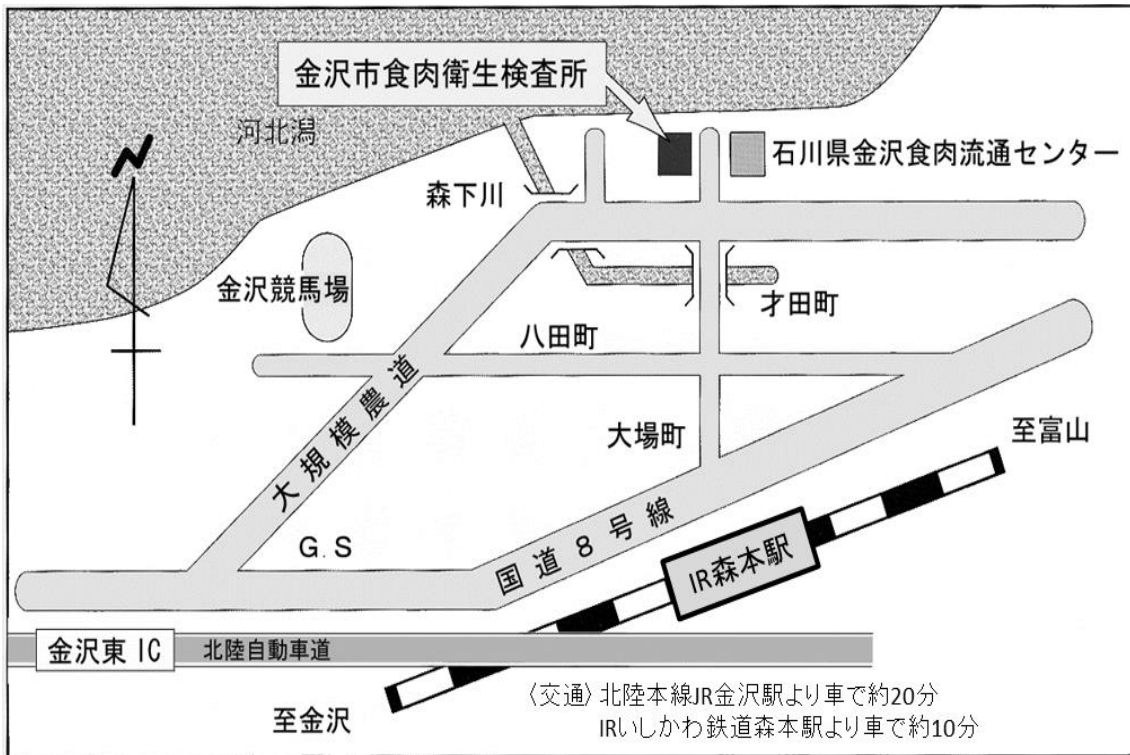 金沢市食肉衛生検査所
河北潟
N
石川県金沢食肉流通センター
森下川
金沢競馬場
才田町
八田町
大規模農道
大場町
至富山
G.S
国道8号線
IR森本駅
金沢東IC
北陸自動車道
至金沢
〈交通〉北陸本線JR金沢駅より車で約20分
IRいしかわ鉄道森本駅より車で約10分